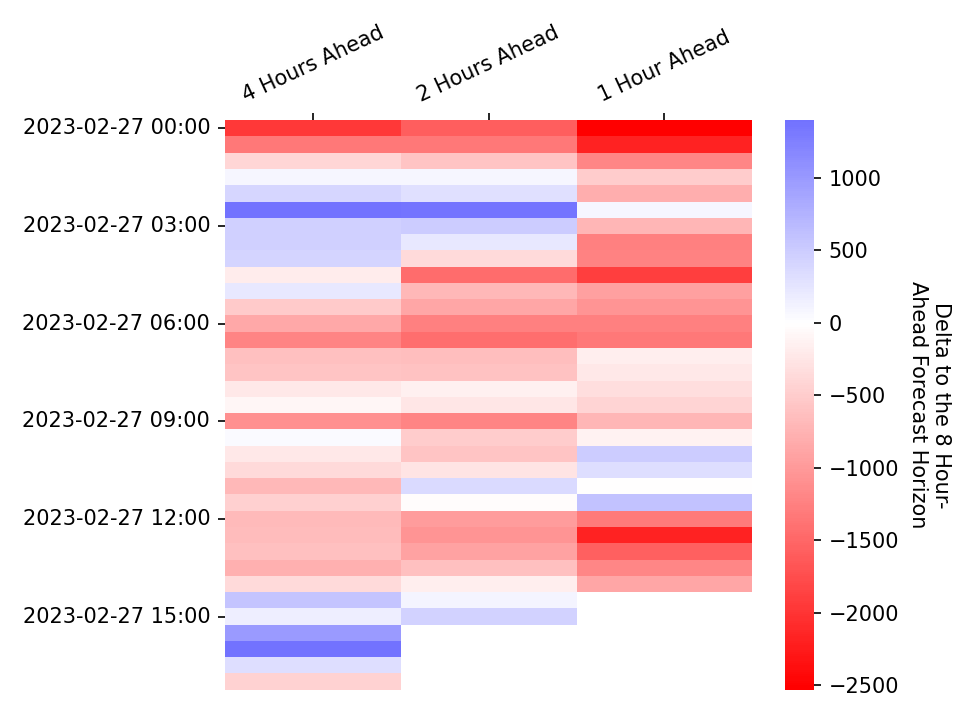 4 Hours Ahead
2 Hours Ahead
1 Hour Ahead
2023-02-27 00:00
2023-02-27 03:00
2023-02-27 06:00
2023-02-27 09:00
2023-02-27 12:00
2023-02-27 15:00
1000
500
0
−500
−1000
−1500
−2000
−2500
Delta to the 8 Hour-
Ahead Forecast Horizon